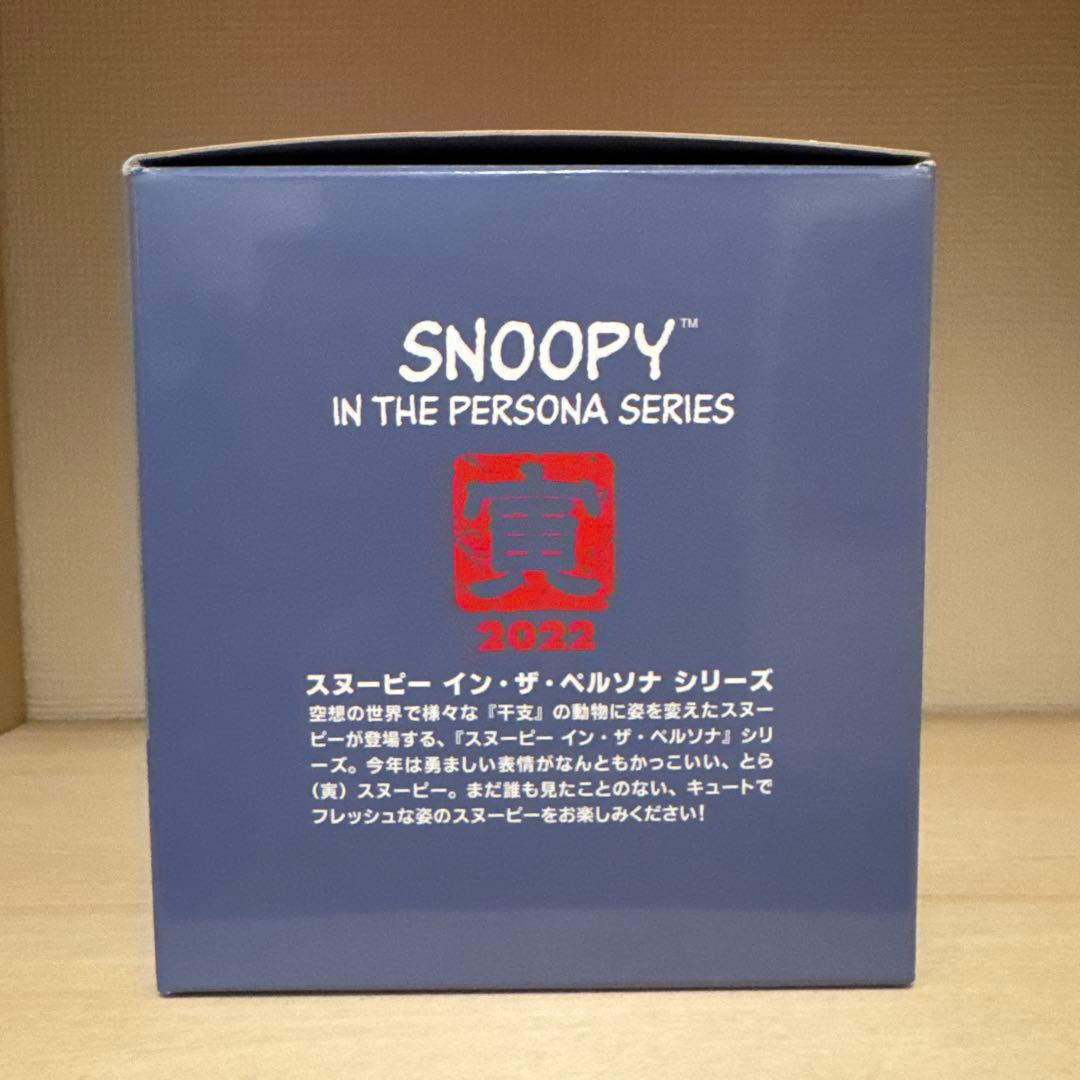 SNOOPY™
IN THE PERSONA SERIES
寅
2022
スヌーピー イン・ザ・ペルソナ シリーズ
空想の世界で様々な『干支』の動物に姿を変えたスヌー
ピーが登場する、『スヌーピー イン・ザ・ペルソナ』シリ
ーズ。今年は勇ましい表情がなんともかっこいい、とら
（寅）スヌーピー。まだ誰も見たことのない、キュートで
フレッシュな姿のスヌーピーをお楽しみください！